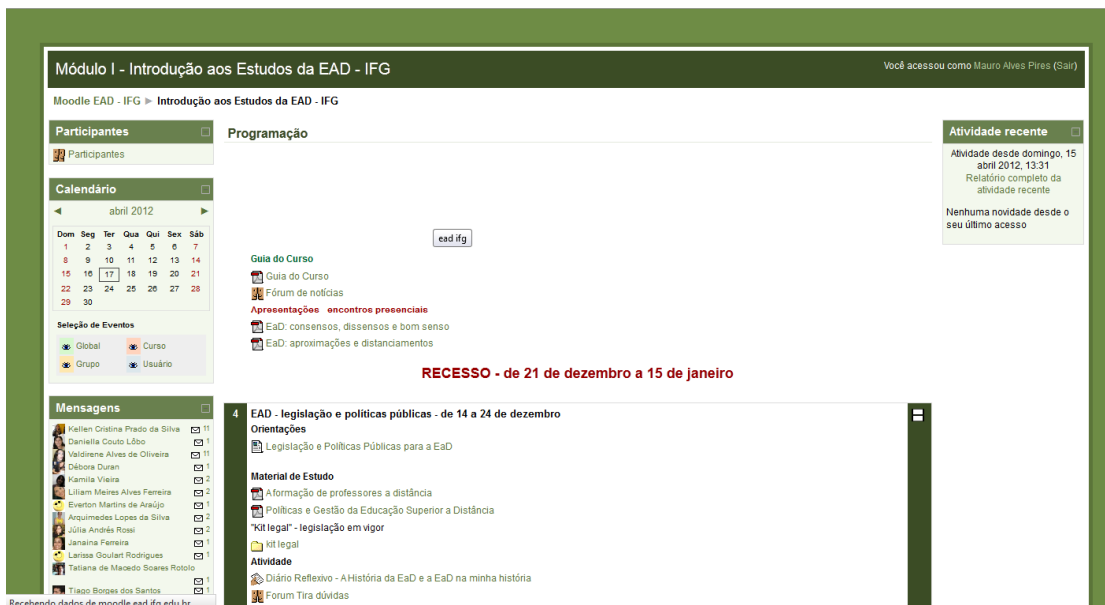 Módulo I - Introdução aos Estudos da EAD - IFG
Você acessou como Mauro Alves Pires (Sair)
Moodle EAD - IFG ► Introdução aos Estudos da EAD - IFG
Participantes
Participantes
Calendário
◄ abril 2012 ►
Dom Seg Ter Qua Qui Sex Sáb
1 2 3 4 5 6 7
8 9 10 11 12 13 14
15 16 17 18 19 20 21
22 23 24 25 26 27 28
29 30
Seleção de Eventos
Global Curso
Grupo Usuário
Mensagens
Kellen Cristina Prado da Silva 11
Daniella Couto Lôbo 1
Valdirene Alves de Oliveira 11
Débora Duran 1
Kamila Vieira 2
Liliam Meires Alves Ferreira 2
Everton Martins de Araújo 1
Arquimedes Lopes da Silva 2
Júlia Andrés Rossi 2
Janaina Ferreira 1
Larissa Goulart Rodrigues 1
Tatiana de Macedo Soares Rotolo
1
Tiago Borges dos Santos 1
Recebendo dados de moodle.ead.ifg.edu.br
Programação
ead ifg
Guia do Curso
Guia do Curso
Fórum de notícias
Apresentações encontros presenciais
EaD: consensos, dissensos e bom senso
EaD: aproximações e distanciamentos
RECESSO - de 21 de dezembro a 15 de janeiro
4 EAD - legislação e políticas públicas - de 14 a 24 de dezembro
Orientações
Legislação e Políticas Públicas para a EaD
Material de Estudo
A formação de professores a distância
Políticas e Gestão da Educação Superior a Distância
"Kit legal" - legislação em vigor
kit legal
Atividade
Diário Reflexivo - A História da EaD e a EaD na minha história
Forum Tira dúvidas
Atividade recente
Atividade desde domingo, 15
abril 2012, 13:31
Relatório completo da
atividade recente
Nenhuma novidade desde o
seu último acesso